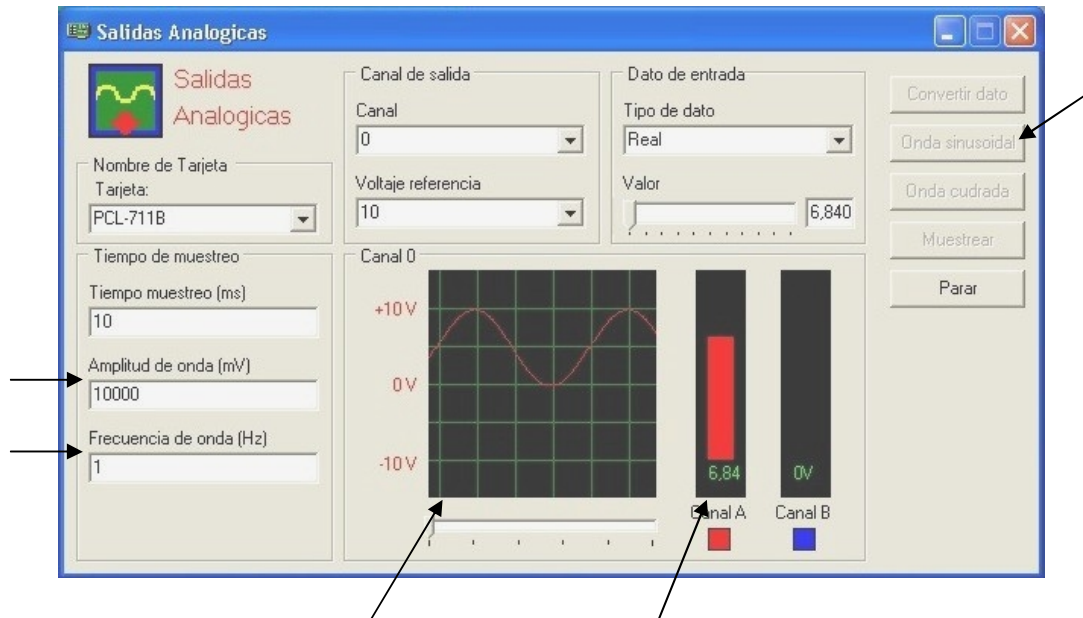 Salidas Analogicas
Salidas
Analogicas
Nombre de Tarjeta
Tarjeta:
PCL-711B
Canal de salida
Canal
0
Voltaje referencia
10
Dato de entrada
Tipo de dato
Real
Valor
6,840
Convertir dato
Onda sinusoidal
Onda cudrada
Muestrear
Parar
Tiempo de muestreo
Tiempo muestreo (ms)
10
Amplitud de onda (mV)
10000
Frecuencia de onda (Hz)
1
Canal 0
+10 V
0 V
-10 V
6,84
0V
Canal A
Canal B